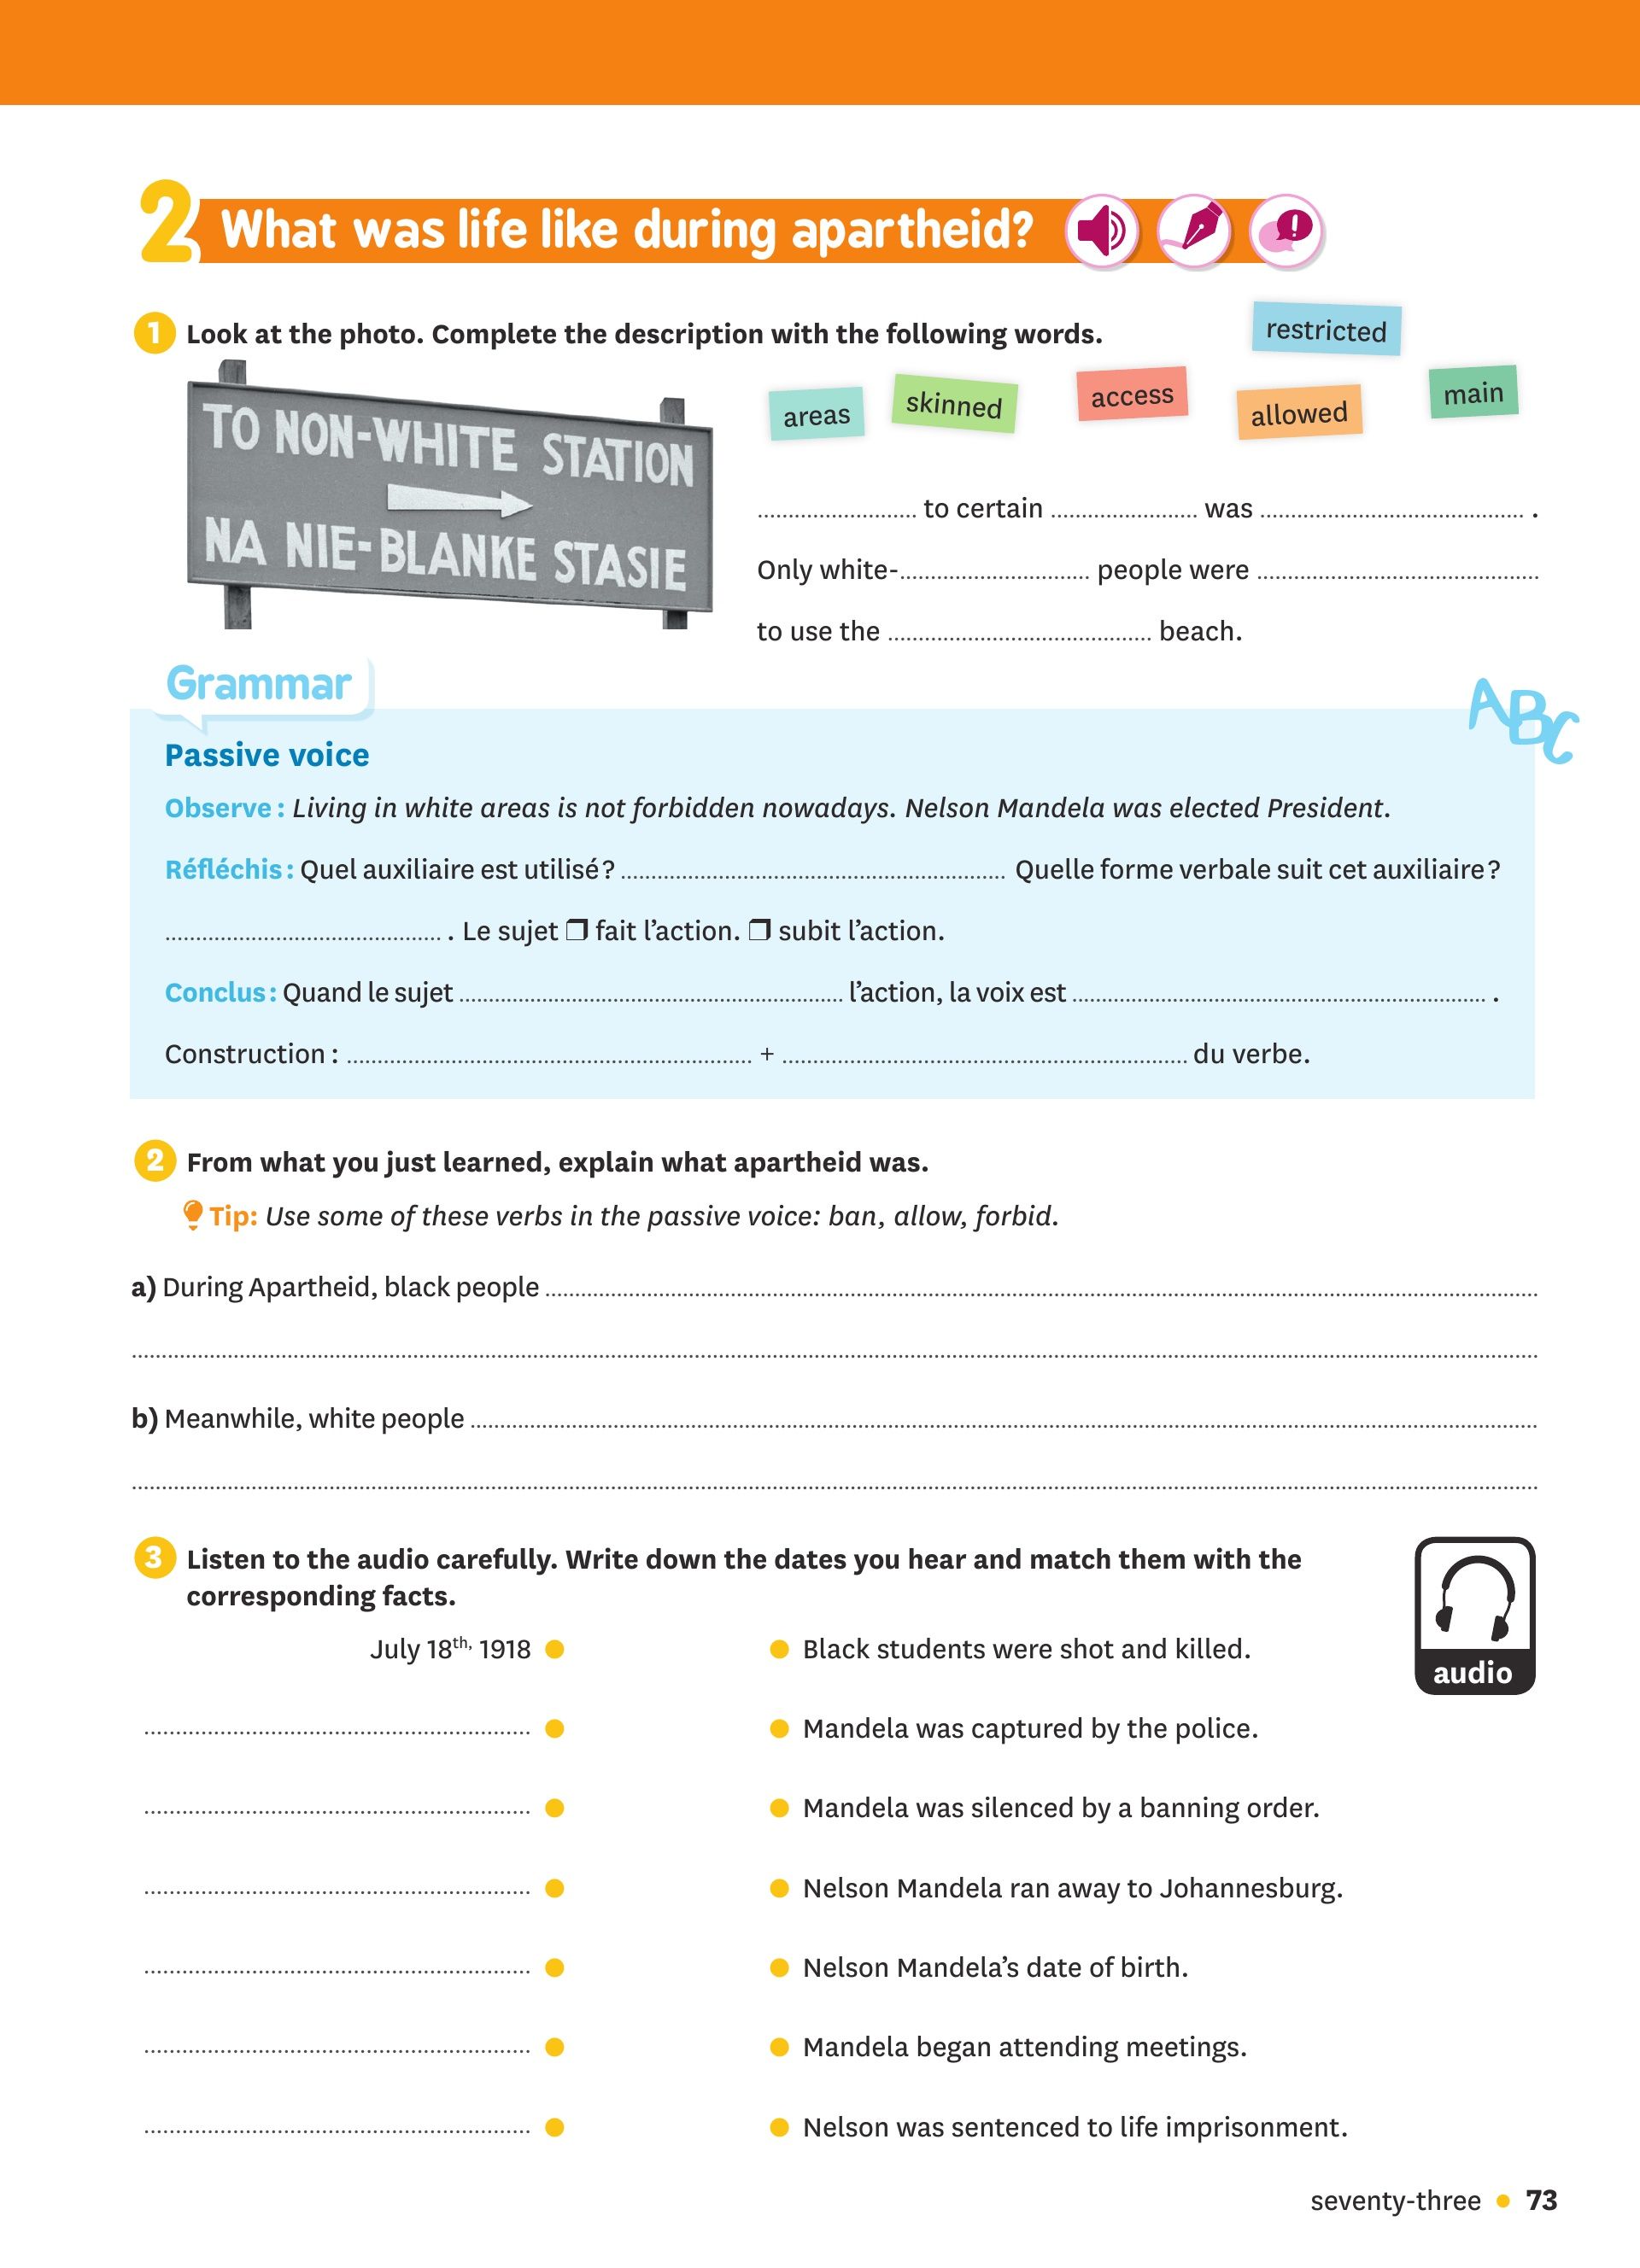 2 What was life like during apartheid?
1 Look at the photo. Complete the description with the following words.
restricted
areas
skinned
access
allowed
main
TO NON-WHITE STATION
NA NIE-BLANKE STASIE
........................ to certain ........................ was ........................ .
Only white-........................ people were ........................
to use the ........................ beach.
Grammar
ABC
Passive voice
Observe : Living in white areas is not forbidden nowadays. Nelson Mandela was elected President.
Réfléchis : Quel auxiliaire est utilisé ? ........................ Quelle forme verbale suit cet auxiliaire ?
........................ . Le sujet ❒ fait l’action. ❒ subit l’action.
Conclus : Quand le sujet ........................ l’action, la voix est ........................ .
Construction : ........................ + ........................ du verbe.
2 From what you just learned, explain what apartheid was.
Tip: Use some of these verbs in the passive voice: ban, allow, forbid.
a) During Apartheid, black people ........................
........................
b) Meanwhile, white people ........................
........................
3 Listen to the audio carefully. Write down the dates you hear and match them with the
corresponding facts.
audio
July 18th, 1918 ● ● Black students were shot and killed.
........................ ● ● Mandela was captured by the police.
........................ ● ● Mandela was silenced by a banning order.
........................ ● ● Nelson Mandela ran away to Johannesburg.
........................ ● ● Nelson Mandela’s date of birth.
........................ ● ● Mandela began attending meetings.
........................ ● ● Nelson was sentenced to life imprisonment.
seventy-three ● 73